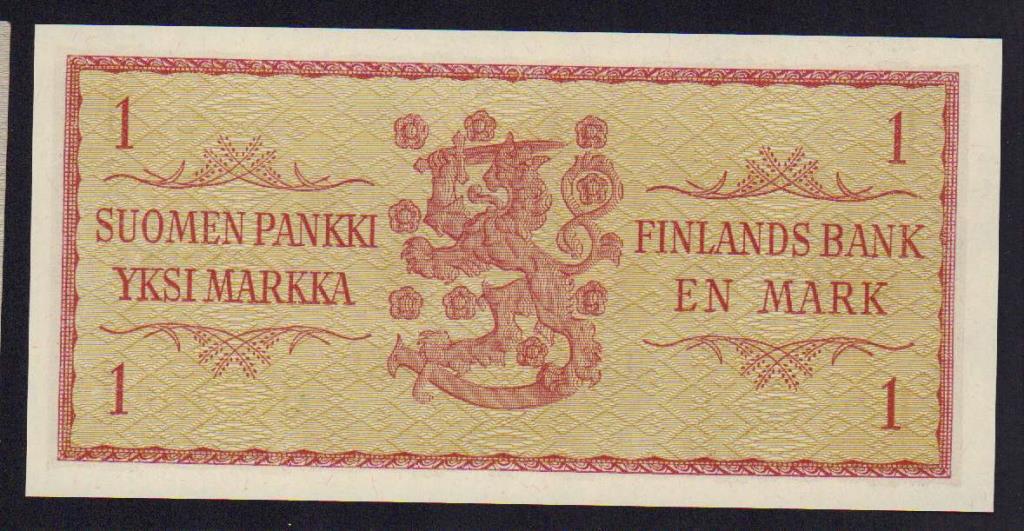 1
1
SUOMEN PANKKI
YKSI MARKKA
FINLANDS BANK
EN MARK
1
1